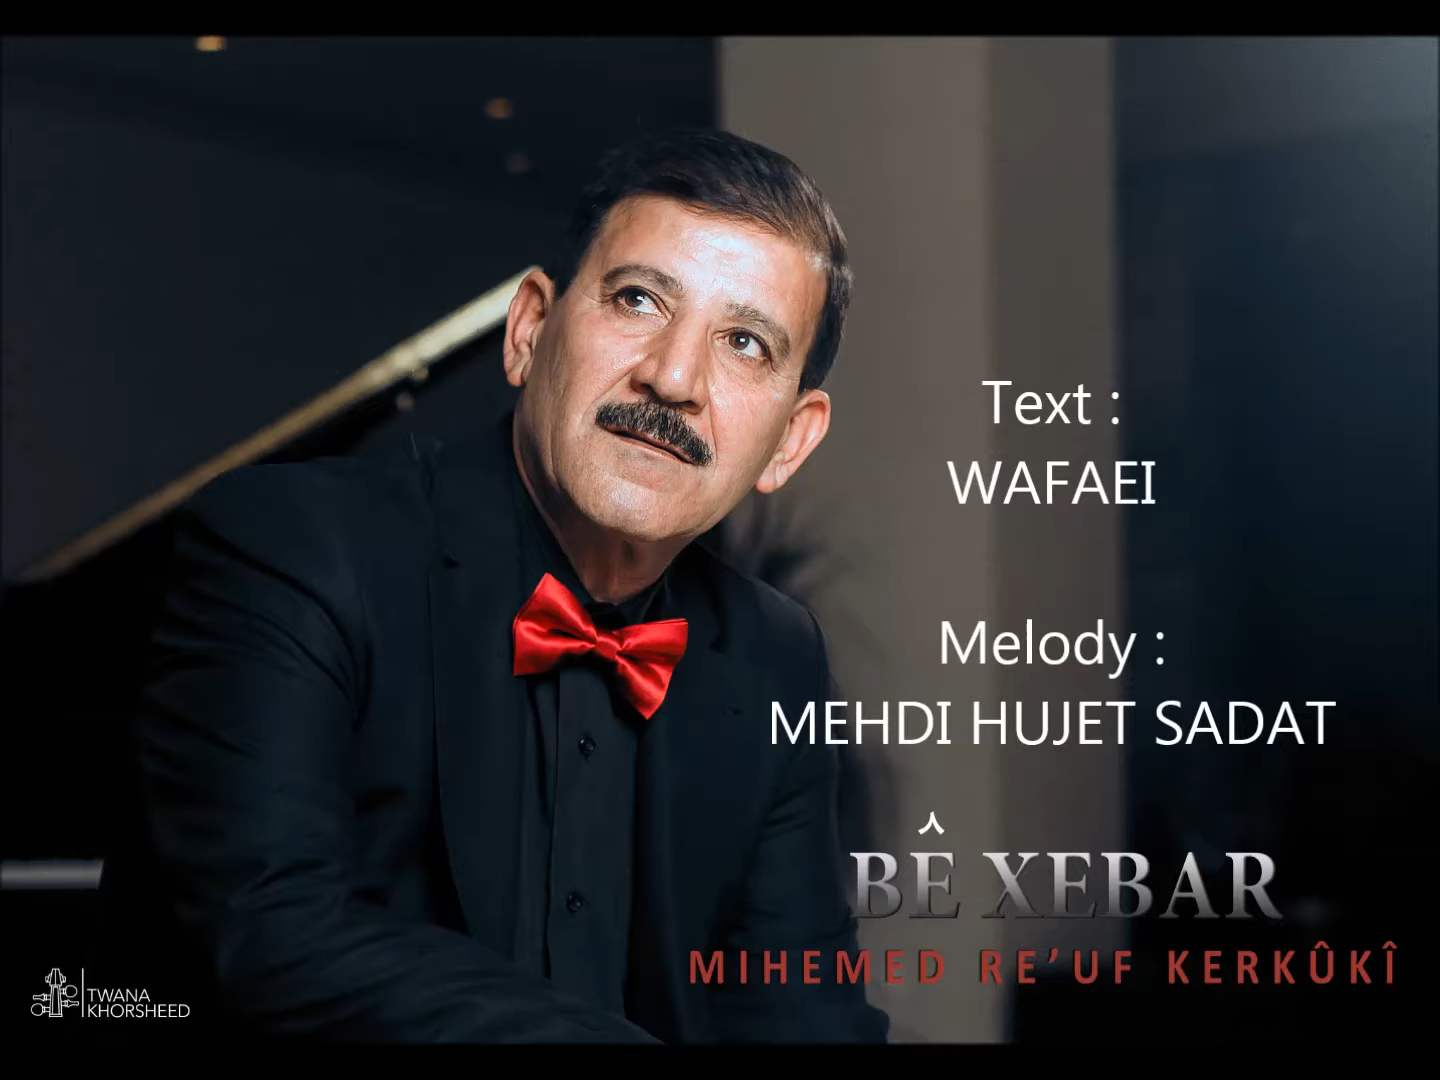 Text :
WAFAEI
Melody :
MEHDI HUJET SADAT
BÊ XEBAR
MIHEMED RE’UF KERKÛKÎ
TWANA
KHORSHEED